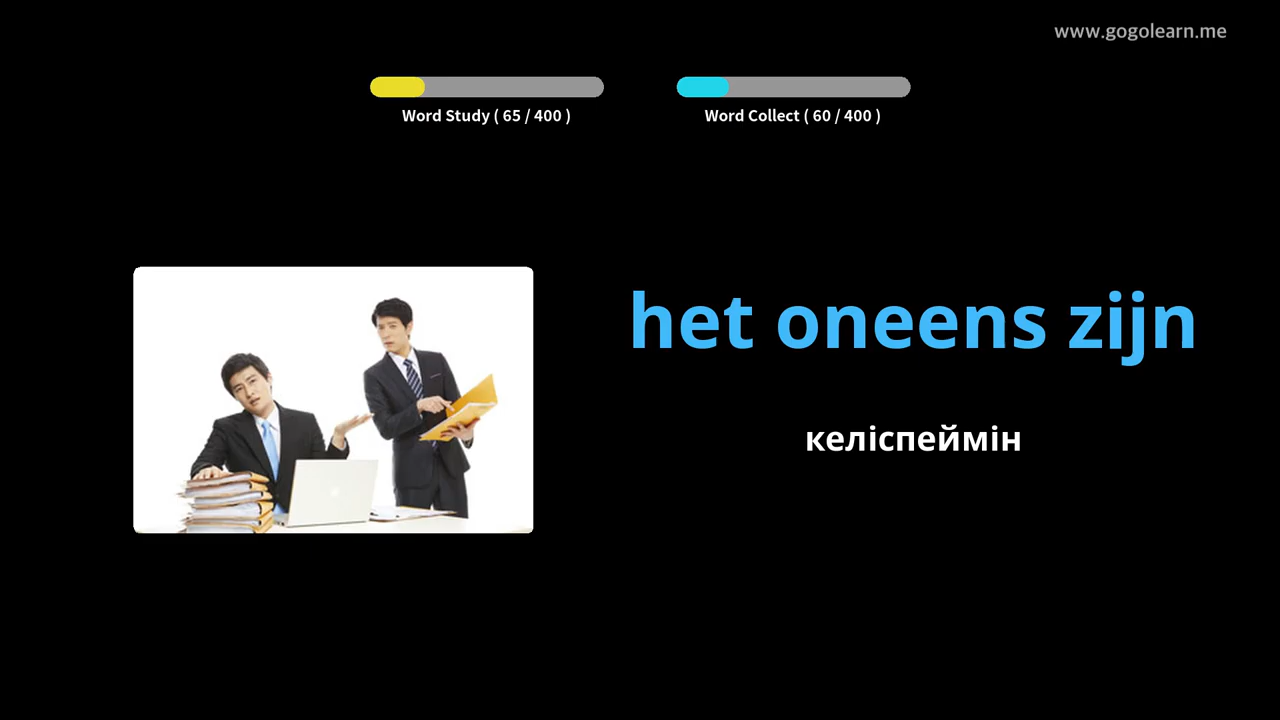 www.gogolearn.me
Word Study ( 65 / 400 )
Word Collect ( 60 / 400 )
het oneens zijn
келіспеймін